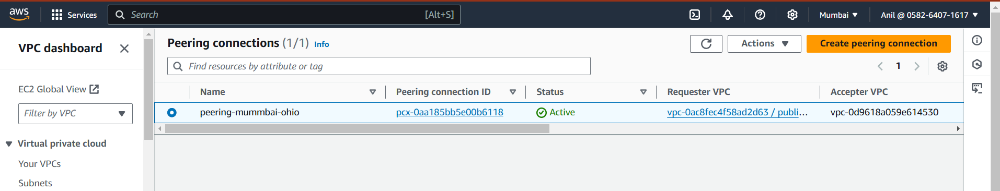 aws
Services
Search
[Alt+S]
Mumbai
Anil @ 0582-6407-1617
VPC dashboard
EC2 Global View
Filter by VPC
Virtual private cloud
Your VPCs
Subnets
Peering connections (1/1) Info
Actions
Create peering connection
Find resources by attribute or tag
1
Name
Peering connection ID
Status
Requester VPC
Accepter VPC
peering-mummbai-ohio
pcx-0aa185bb5e00b6118
Active
vpc-0ac8fec4f58ad2d63 / publi...
vpc-0d9618a059e614530